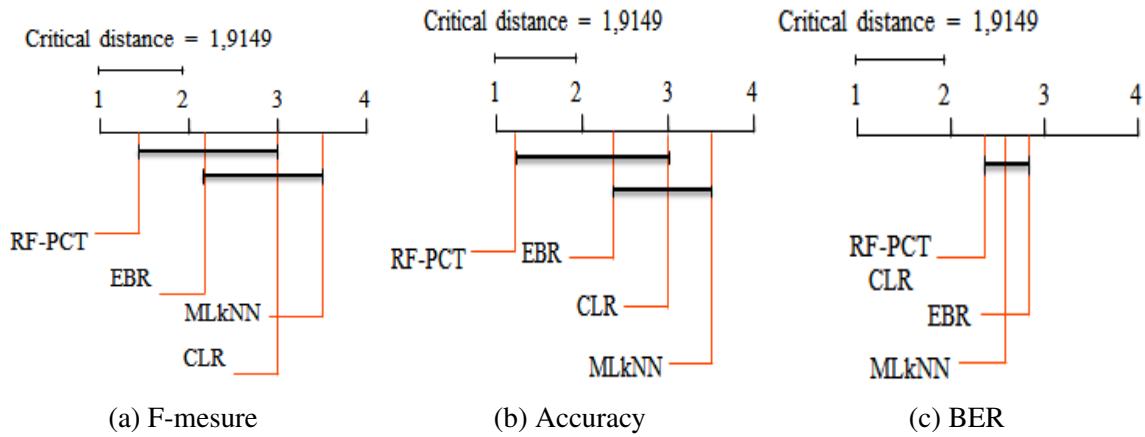 Critical distance = 1,9149
1 2 3 4
RF-PCT
EBR
MLkNN
CLR
(a) F-mesure
Critical distance = 1,9149
1 2 3 4
RF-PCT
EBR
CLR
MLkNN
(b) Accuracy
Critical distance = 1,9149
1 2 3 4
RF-PCT
CLR
EBR
MLkNN
(c) BER